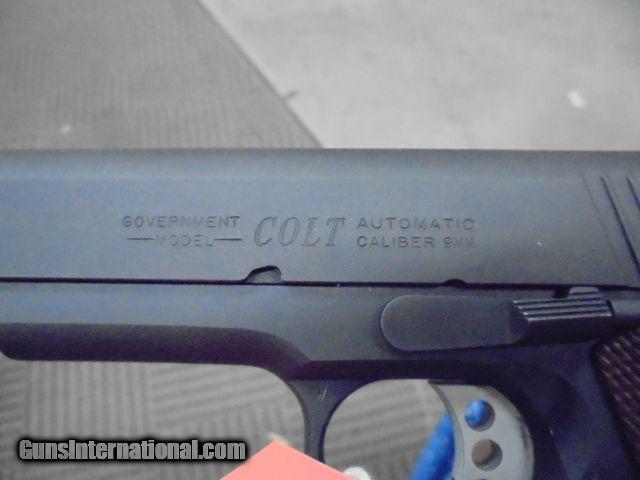 GOVERNMENT
MODEL
COLT
AUTOMATIC
CALIBER 9MM
GunsInternational.com